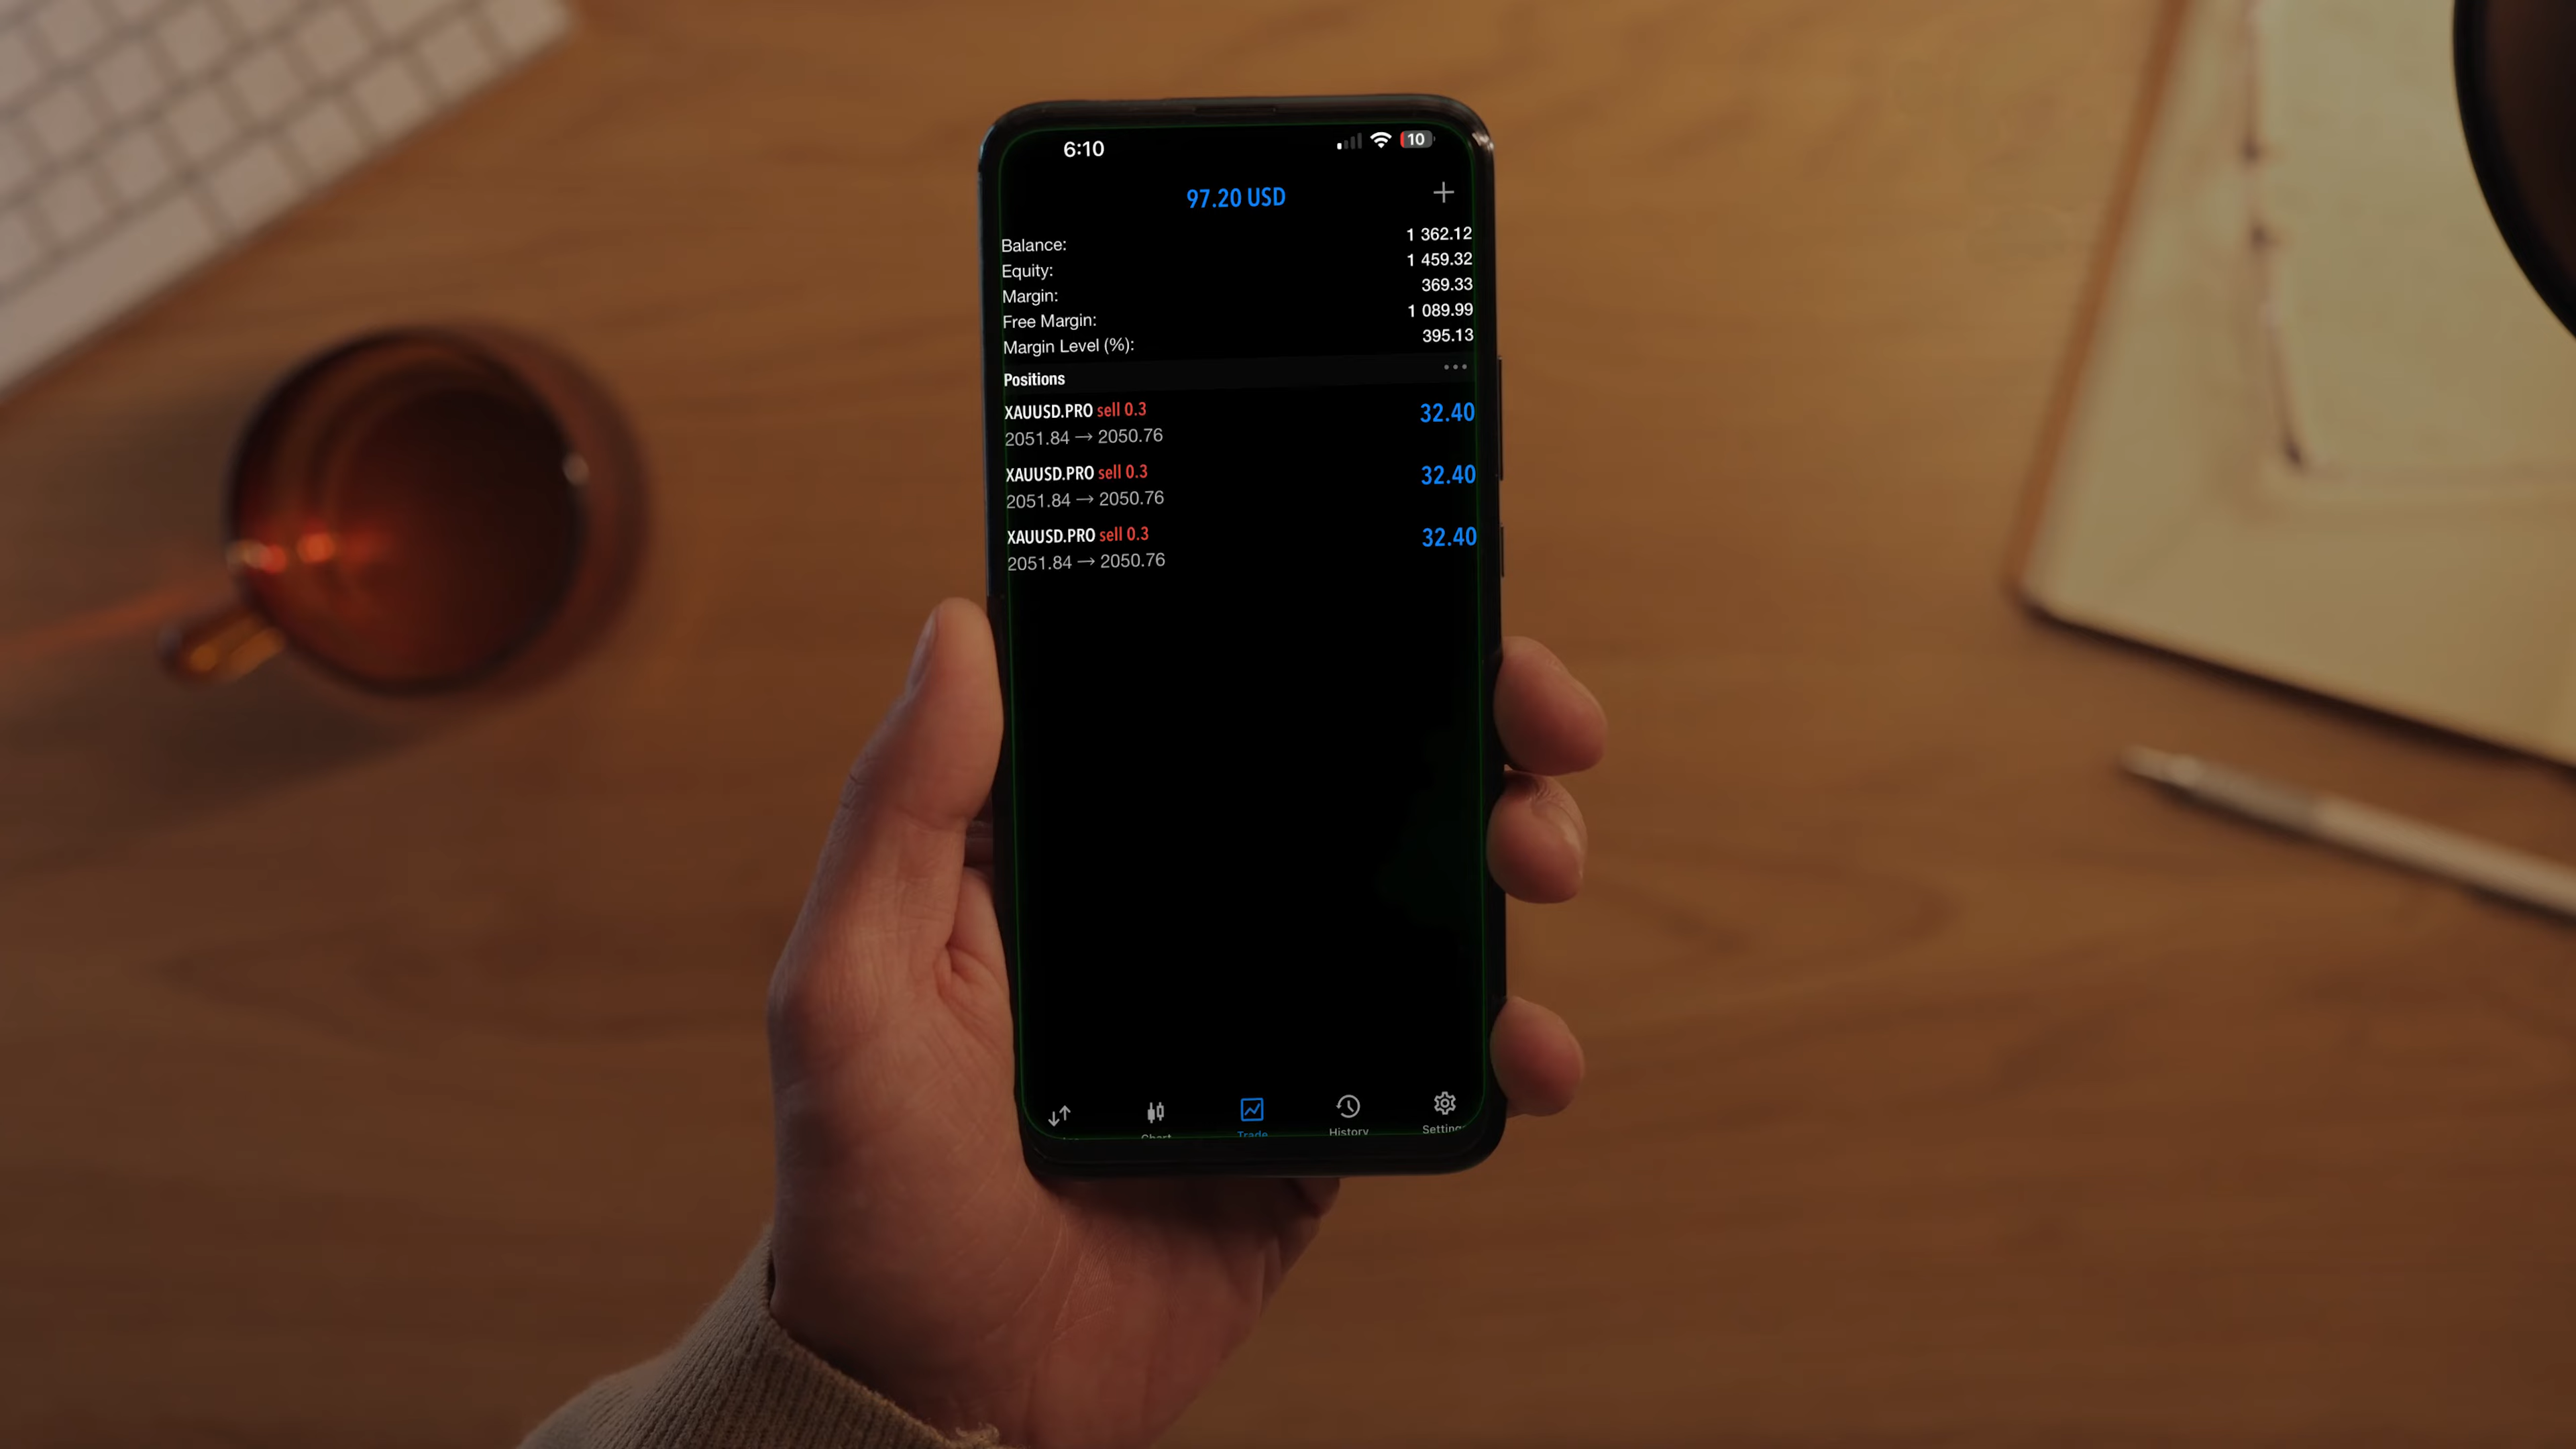 6:10
10
97.20 USD
Balance: 1 362.12
Equity: 1 459.32
Margin: 369.33
Free Margin: 1 089.99
Margin Level (%): 395.13
Positions
XAUUSD.PRO sell 0.3 32.40
2051.84 → 2050.76
XAUUSD.PRO sell 0.3 32.40
2051.84 → 2050.76
XAUUSD.PRO sell 0.3 32.40
2051.84 → 2050.76
Chart Trade History